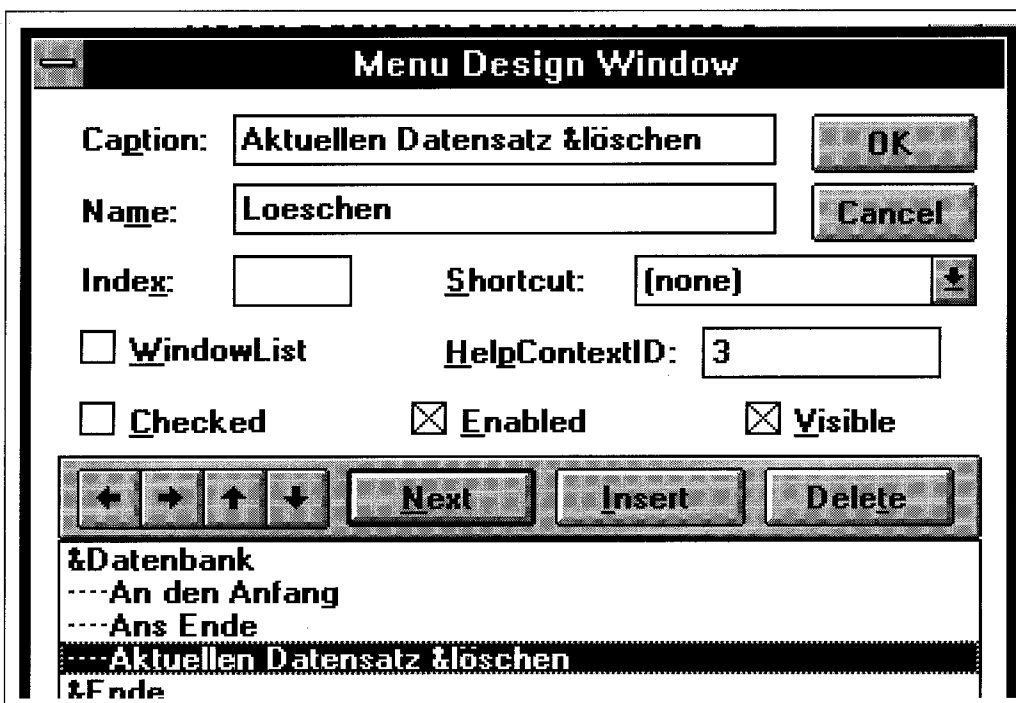 Menu Design Window
Caption: Aktuellen Datensatz &löschen OK
Name: Loeschen Cancel
Index: Shortcut: (none)
WindowList HelpContextID: 3
Checked Enabled Visible
Next Insert Delete
&Datenbank
····An den Anfang
····Ans Ende
····Aktuellen Datensatz &löschen
&Ende